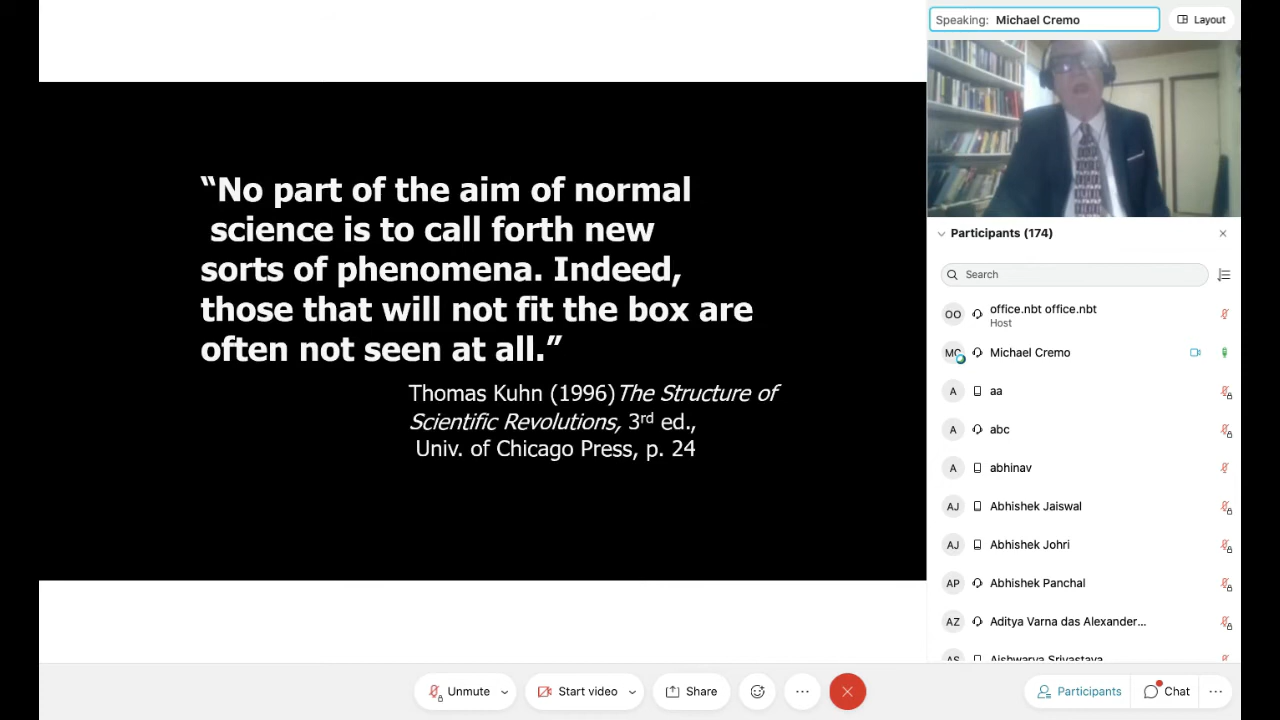 Speaking: Michael Cremo
Layout
“No part of the aim of normal
science is to call forth new
sorts of phenomena. Indeed,
those that will not fit the box are
often not seen at all.”
Thomas Kuhn (1996) The Structure of
Scientific Revolutions, 3rd ed.,
Univ. of Chicago Press, p. 24
Participants (174)
Search
OO office.nbt office.nbt
Host
MC Michael Cremo
A aa
A abc
A abhinav
AJ Abhishek Jaiswal
AJ Abhishek Johri
AP Abhishek Panchal
AZ Aditya Varna das Alexander...
AS Aishwarya Srivastava
Unmute
Start video
Share
Participants
Chat